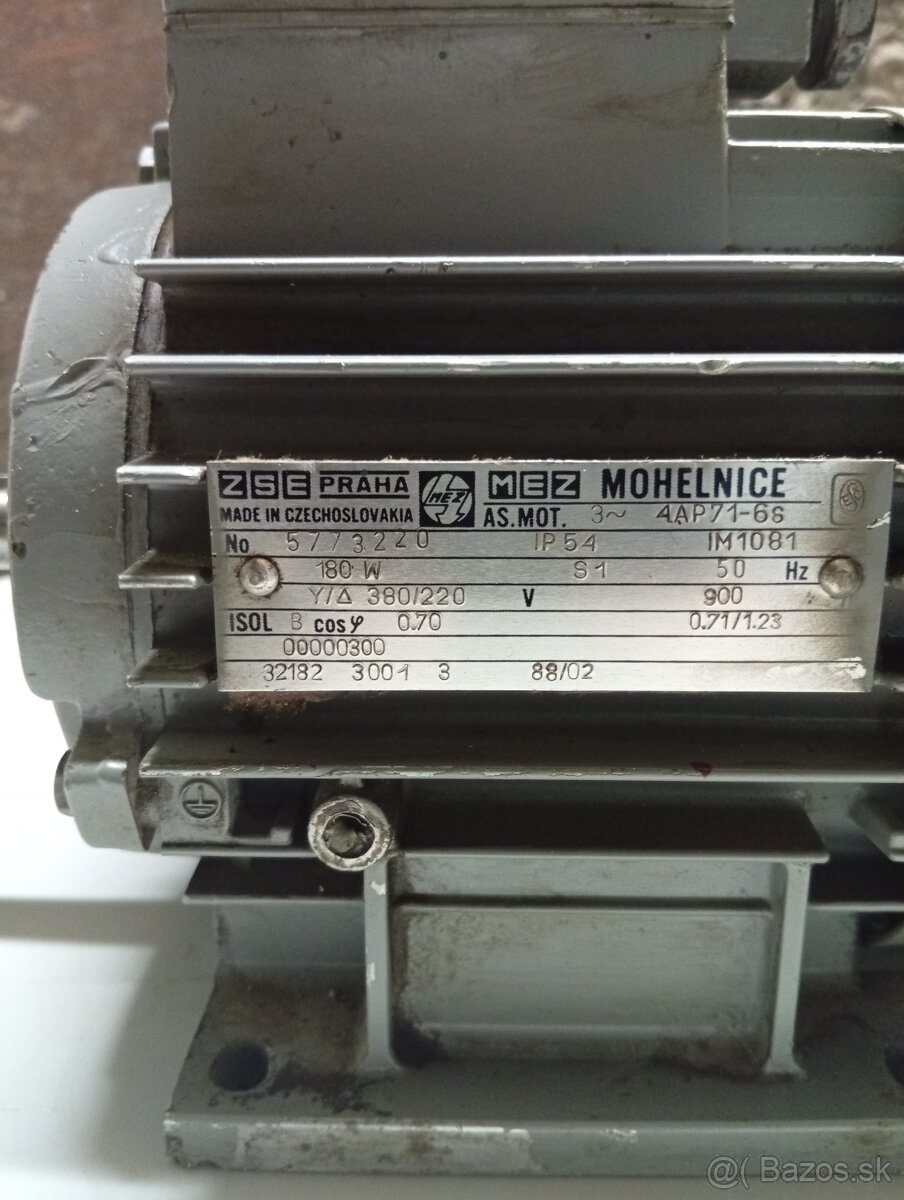 ZSE PRAHA MEZ MEZ MOHELNICE
MADE IN CZECHOSLOVAKIA AS.MOT. 3~ 4AP71-6s
No 5773220 IP54 IM1081
180 W S1 50 Hz
Y/Δ 380/220 V 900
ISOL B cos φ 0.70 0.71/1.23
00000300
32182 3001 3 88/02
@( Bazos.sk